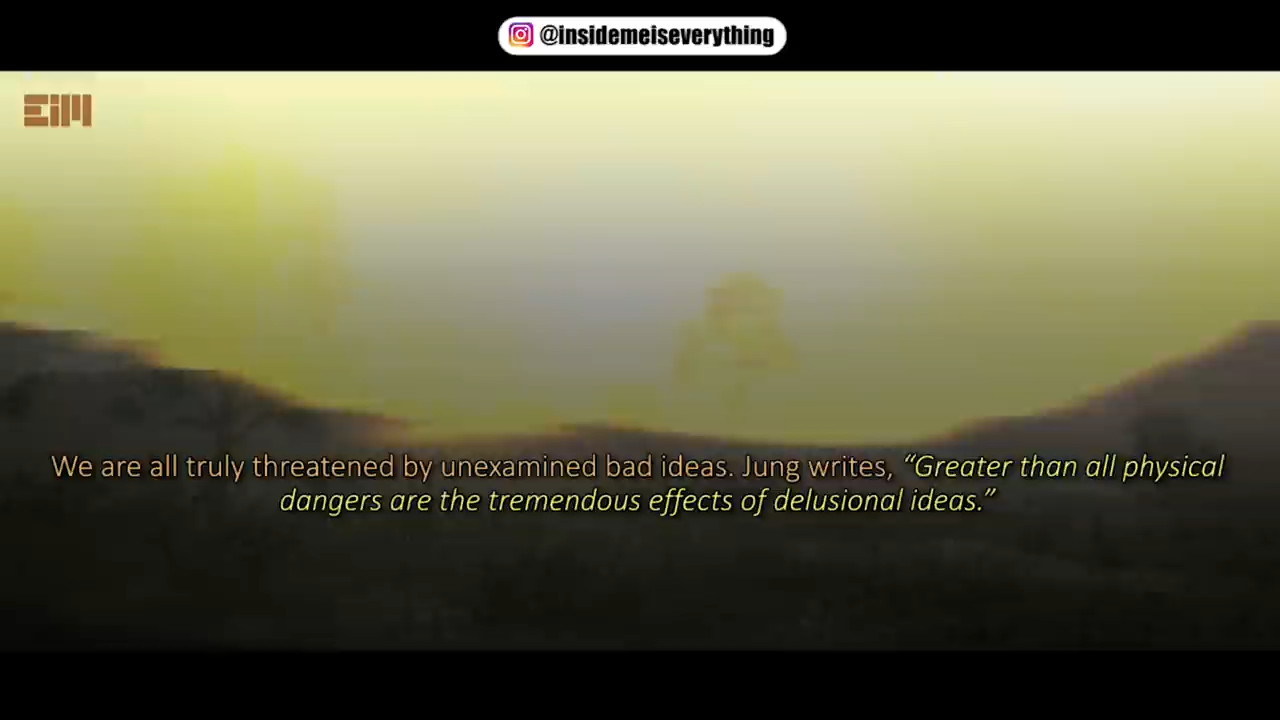 @insidemeiseverything
EiM
We are all truly threatened by unexamined bad ideas. Jung writes, “Greater than all physical
dangers are the tremendous effects of delusional ideas.”